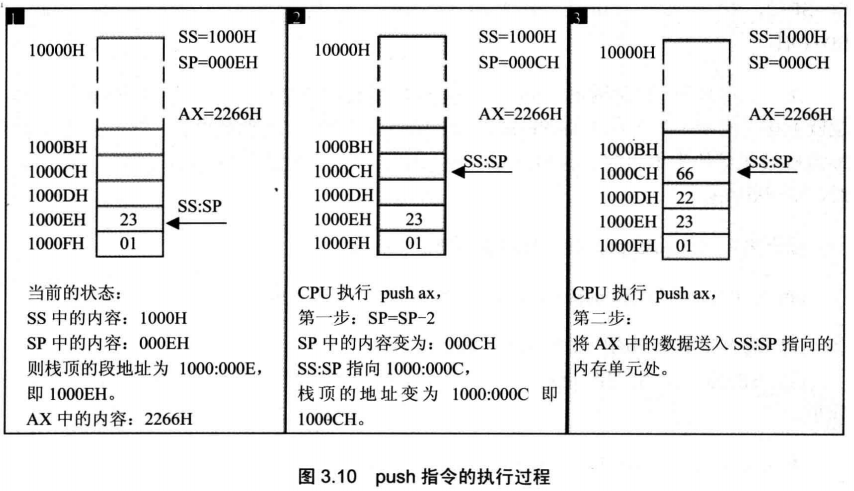 1
10000H
SS=1000H
SP=000EH
AX=2266H
1000BH
1000CH
1000DH
SS:SP
1000EH 23
1000FH 01
当前的状态：
SS 中的内容：1000H
SP 中的内容：000EH
则栈顶的段地址为 1000:000E，
即 1000EH。
AX 中的内容：2266H
2
10000H
SS=1000H
SP=000CH
AX=2266H
1000BH
1000CH SS:SP
1000DH
1000EH 23
1000FH 01
CPU 执行 push ax，
第一步：SP=SP-2
SP 中的内容变为：000CH
SS:SP 指向 1000:000C，
栈顶的地址变为 1000:000C 即
1000CH。
3
10000H
SS=1000H
SP=000CH
AX=2266H
1000BH
1000CH 66 SS:SP
1000DH 22
1000EH 23
1000FH 01
CPU 执行 push ax，
第二步：
将 AX 中的数据送入 SS:SP 指向的
内存单元处。
图 3.10 push 指令的执行过程